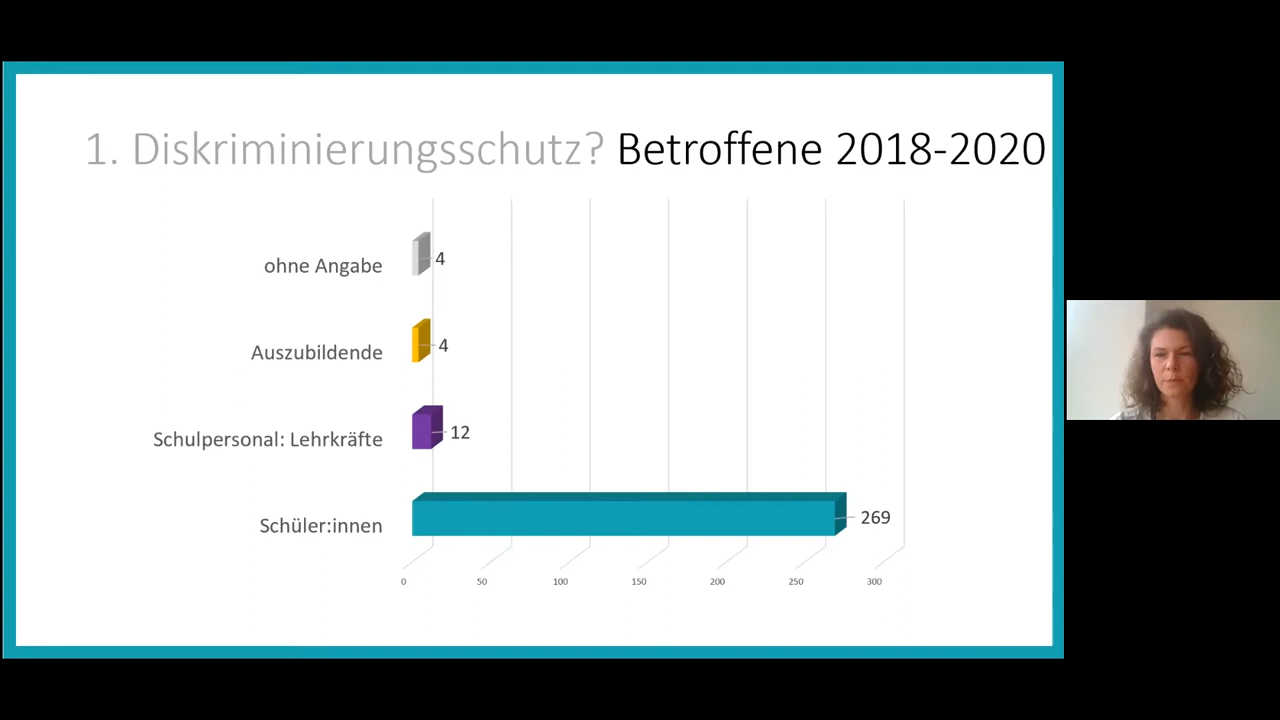 1. Diskriminierungsschutz? Betroffene 2018-2020
ohne Angabe 4
Auszubildende 4
Schulpersonal: Lehrkräfte 12
Schüler:innen 269
0 50 100 150 200 250 300